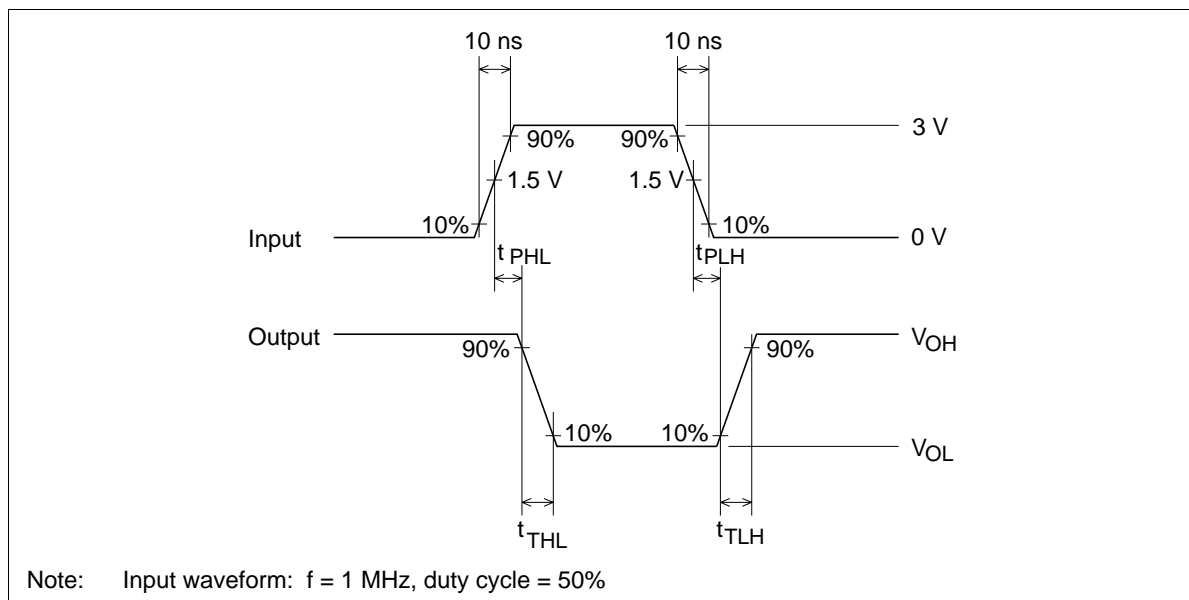 10 ns 10 ns
3 V
90% 90%
1.5 V 1.5 V
10% 10%
Input 0 V
t PHL tPLH
Output VOH
90% 90%
10% 10%
VOL
t THL tTLH
Note: Input waveform: f = 1 MHz, duty cycle = 50%